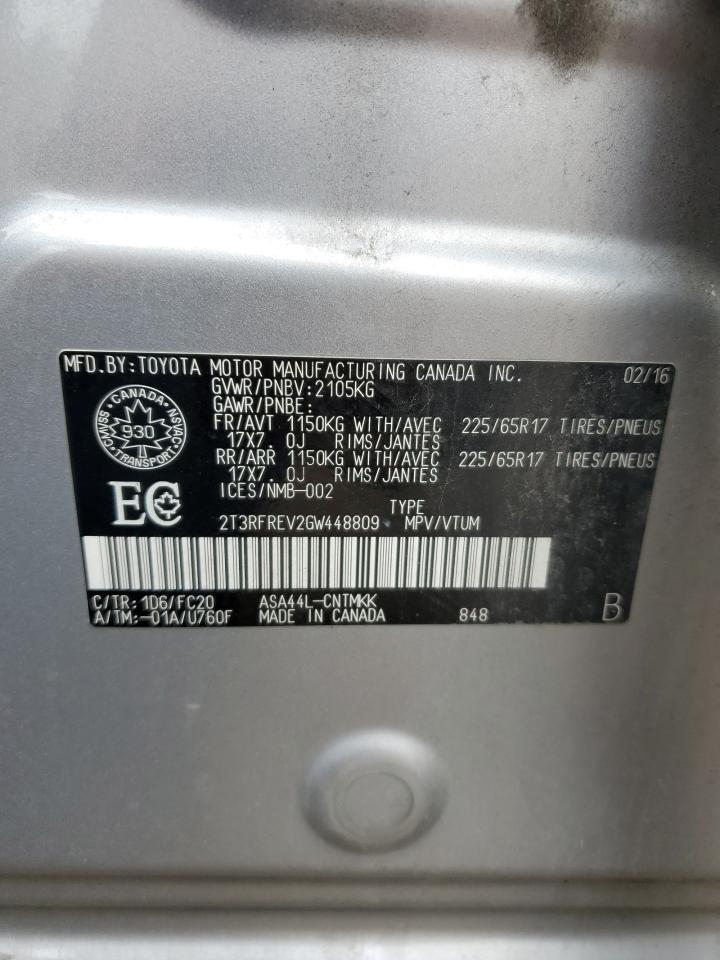 MFD.BY:TOYOTA MOTOR MANUFACTURING CANADA INC. 02/16
GVWR/PNBV:2105KG
GAWR/PNBE:
FR/AVT 1150KG WITH/AVEC 225/65R17 TIRES/PNEUS
17X7.0J RIMS/JANTES
RR/ARR 1150KG WITH/AVEC 225/65R17 TIRES/PNEUS
17X7.0J RIMS/JANTES
ICES/NMB-002
CANADA
CMVSS
930
NSVAC
TRANSPORT
EC
TYPE
2T3RFREV2GW448809 MPV/VTUM
C/TR: 1D6/FC20 ASA44L-CNTMKK
A/TM:-01A/U760F MADE IN CANADA 848 B